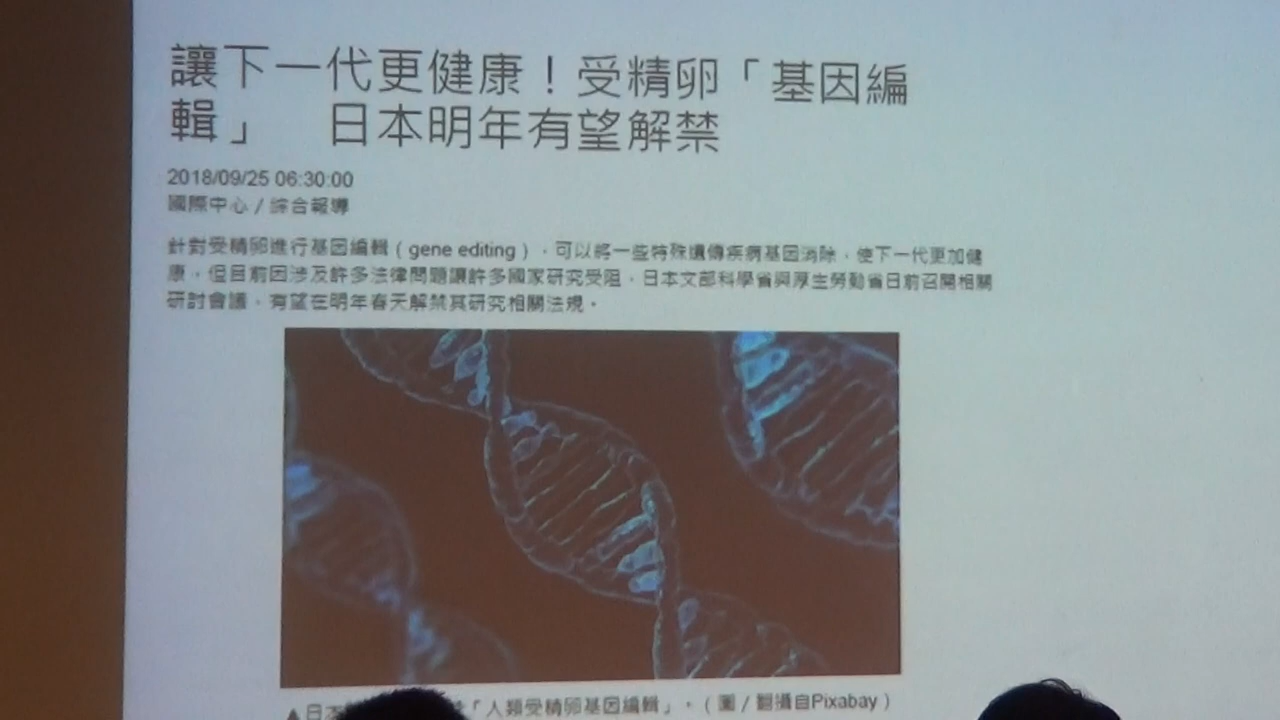 讓下一代更健康！受精卵「基因編
輯」 日本明年有望解禁
2018/09/25 06:30:00
國際中心 / 綜合報導
針對受精卵進行基因編輯（gene editing），可以將一些特殊遺傳疾病基因消除，使下一代更加健
康，但目前因涉及許多法律問題讓許多國家研究受阻，日本文部科學省與厚生勞動省日前召開相關
研討會議，有望在明年春天解禁其研究相關法規。
▲日本「人類受精卵基因編輯」。（圖／翻攝自Pixabay）